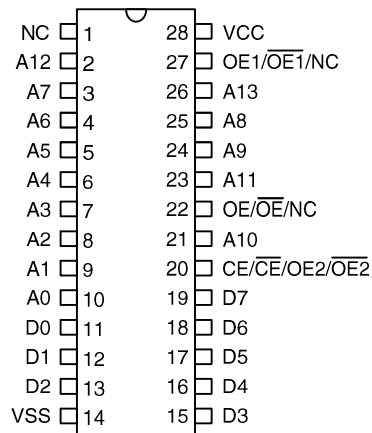 NC 1 28 VCC
A12 2 27 OE1/OE1/NC
A7 3 26 A13
A6 4 25 A8
A5 5 24 A9
A4 6 23 A11
A3 7 22 OE/OE/NC
A2 8 21 A10
A1 9 20 CE/CE/OE2/OE2
A0 10 19 D7
D0 11 18 D6
D1 12 17 D5
D2 13 16 D4
VSS 14 15 D3